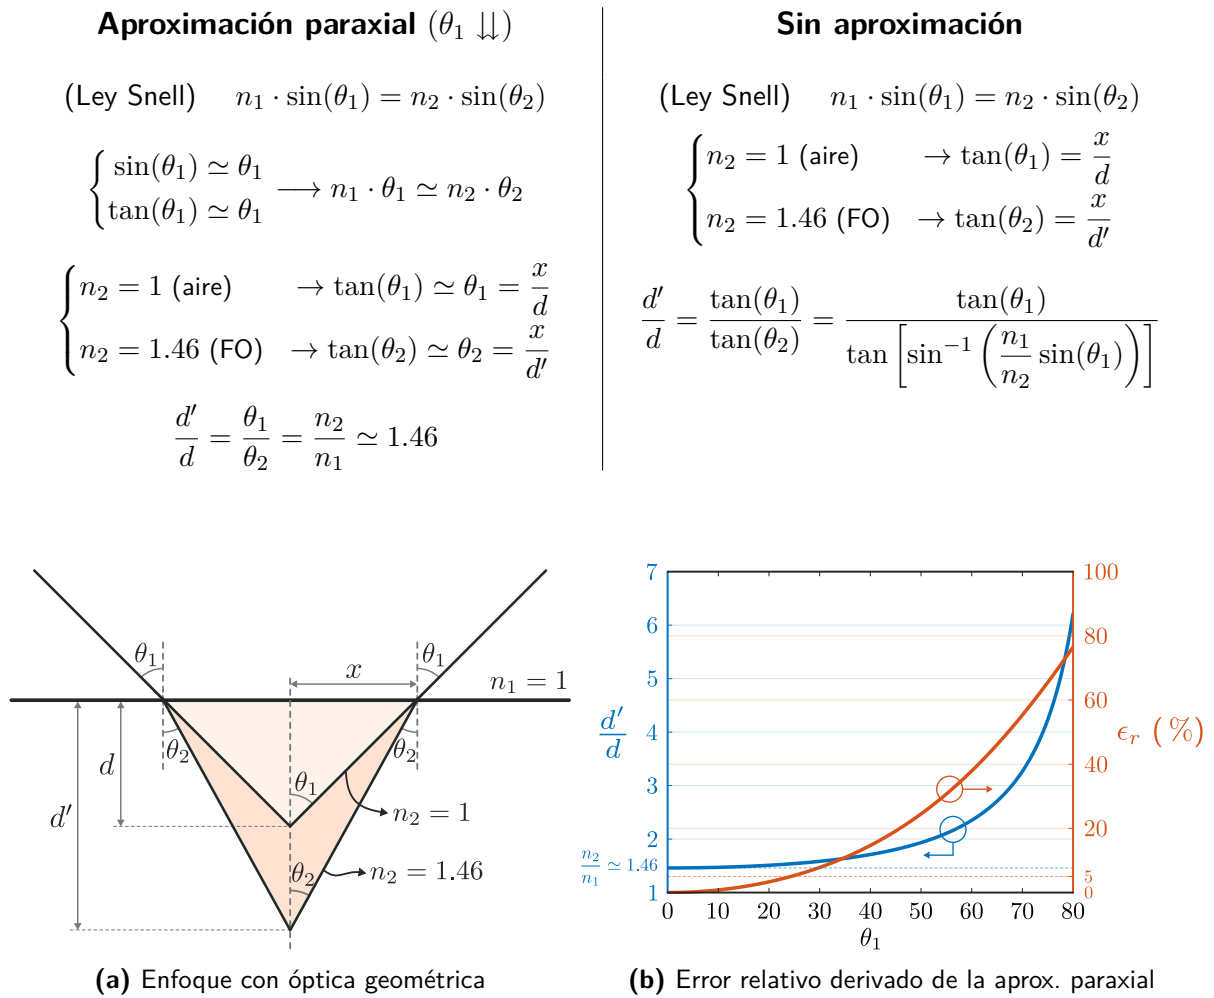 Aproximación paraxial (θ₁ ⇊)
(Ley Snell) n₁ · sin(θ₁) = n₂ · sin(θ₂)
{ sin(θ₁) ≃ θ₁
tan(θ₁) ≃ θ₁ ⟶ n₁ · θ₁ ≃ n₂ · θ₂
{ n₂ = 1 (aire) → tan(θ₁) ≃ θ₁ = x/d
n₂ = 1.46 (FO) → tan(θ₂) ≃ θ₂ = x/d′
d′/d = θ₁/θ₂ = n₂/n₁ ≃ 1.46
Sin aproximación
(Ley Snell) n₁ · sin(θ₁) = n₂ · sin(θ₂)
{ n₂ = 1 (aire) → tan(θ₁) = x/d
n₂ = 1.46 (FO) → tan(θ₂) = x/d′
d′/d = tan(θ₁)/tan(θ₂) = tan(θ₁)/tan[sin⁻¹(n₁/n₂ sin(θ₁))]
θ₁ x θ₁
n₁ = 1
θ₂ θ₂
d θ₁
d′ n₂ = 1
θ₂ n₂ = 1.46
(a) Enfoque con óptica geométrica
7
6
5
4
3
2
1
d′/d
n₂/n₁ ≃ 1.46
100
80
60
40
20
5
0
ϵᵣ (%)
0 10 20 30 40 50 60 70 80
θ₁
(b) Error relativo derivado de la aprox. paraxial